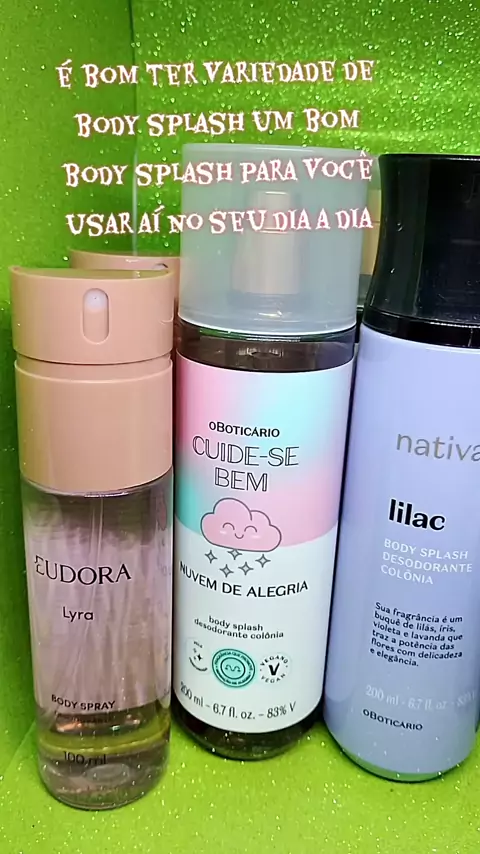 É BOM TER VARIEDADE DE
BODY SPLASH UM BOM
BODY SPLASH PARA VOCÊ
USAR AÍ NO SEU DIA A DIA
EUDORA
Lyra
BODY SPRAY
100 ml
oBOTICÁRIO
CUIDE-SE
BEM
NUVEM DE ALEGRIA
body splash
desodorante colônia
VEGANO
VEGAN
200 ml - 6.7 fl. oz. - 83% V
nativa
lilac
BODY SPLASH
DESODORANTE
COLÔNIA
Sua fragrância é um
buquê de lilás, íris,
violeta e lavanda que
traz a potência das
flores com delicadeza
e elegância.
200 ml - 6.7 fl. oz. - 83%
oBOTICÁRIO